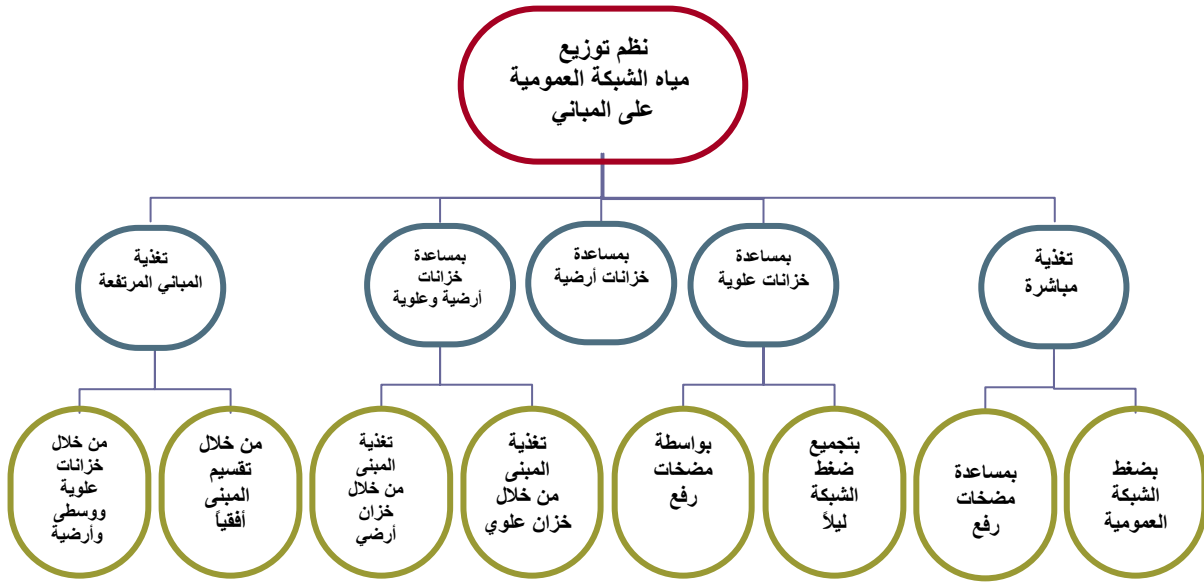 نظم توزيع
مياه الشبكة العمومية
على المباني
تغذية
مباشرة
بمساعدة
خزانات علوية
بمساعدة
خزانات أرضية
بمساعدة
خزانات
أرضية وعلوية
تغذية
المباني المرتفعة
بضغط
الشبكة
العمومية
بمساعدة
مضخات
رفع
بتجميع
ضغط
الشبكة
ليلاً
بواسطة
مضخات
رفع
تغذية
المبنى
من خلال
خزان علوي
تغذية
المبنى
من خلال
خزان
أرضي
من خلال
تقسيم
المبنى
أفقياً
من خلال
خزانات
علوية
ووسطى
وأرضية